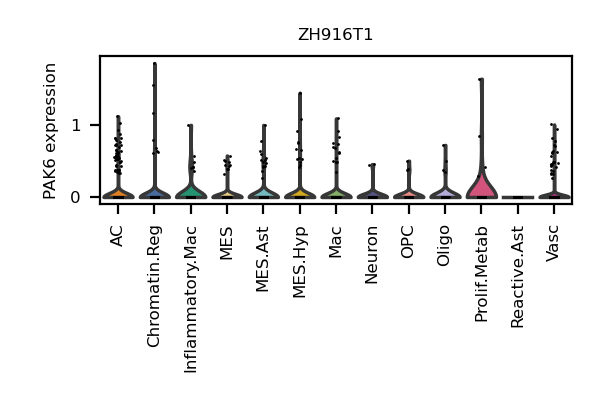 ZH916T1
PAK6 expression
1
0
AC
Chromatin.Reg
Inflammatory.Mac
MES
MES.Ast
MES.Hyp
Mac
Neuron
OPC
Oligo
Prolif.Metab
Reactive.Ast
Vasc